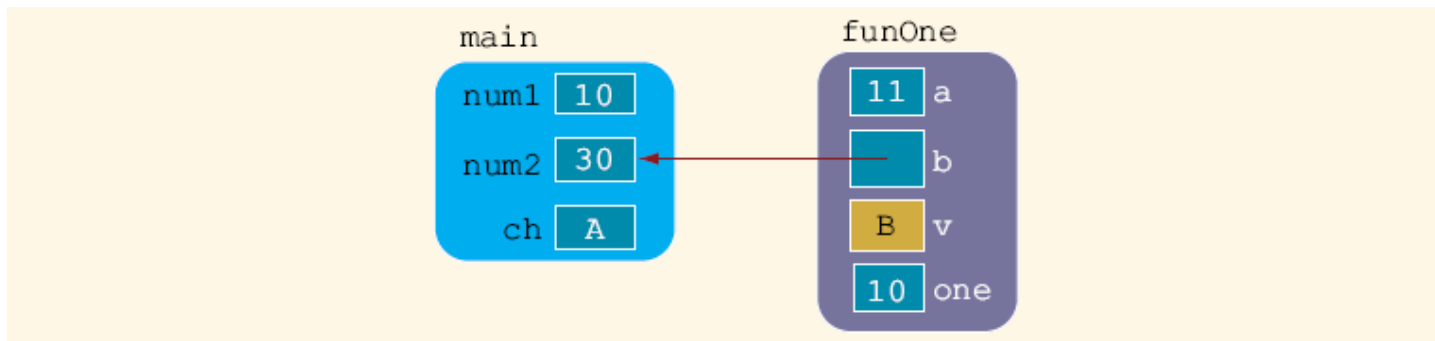 main
num1 10
num2 30
ch A
funOne
11 a
b
B v
10 one